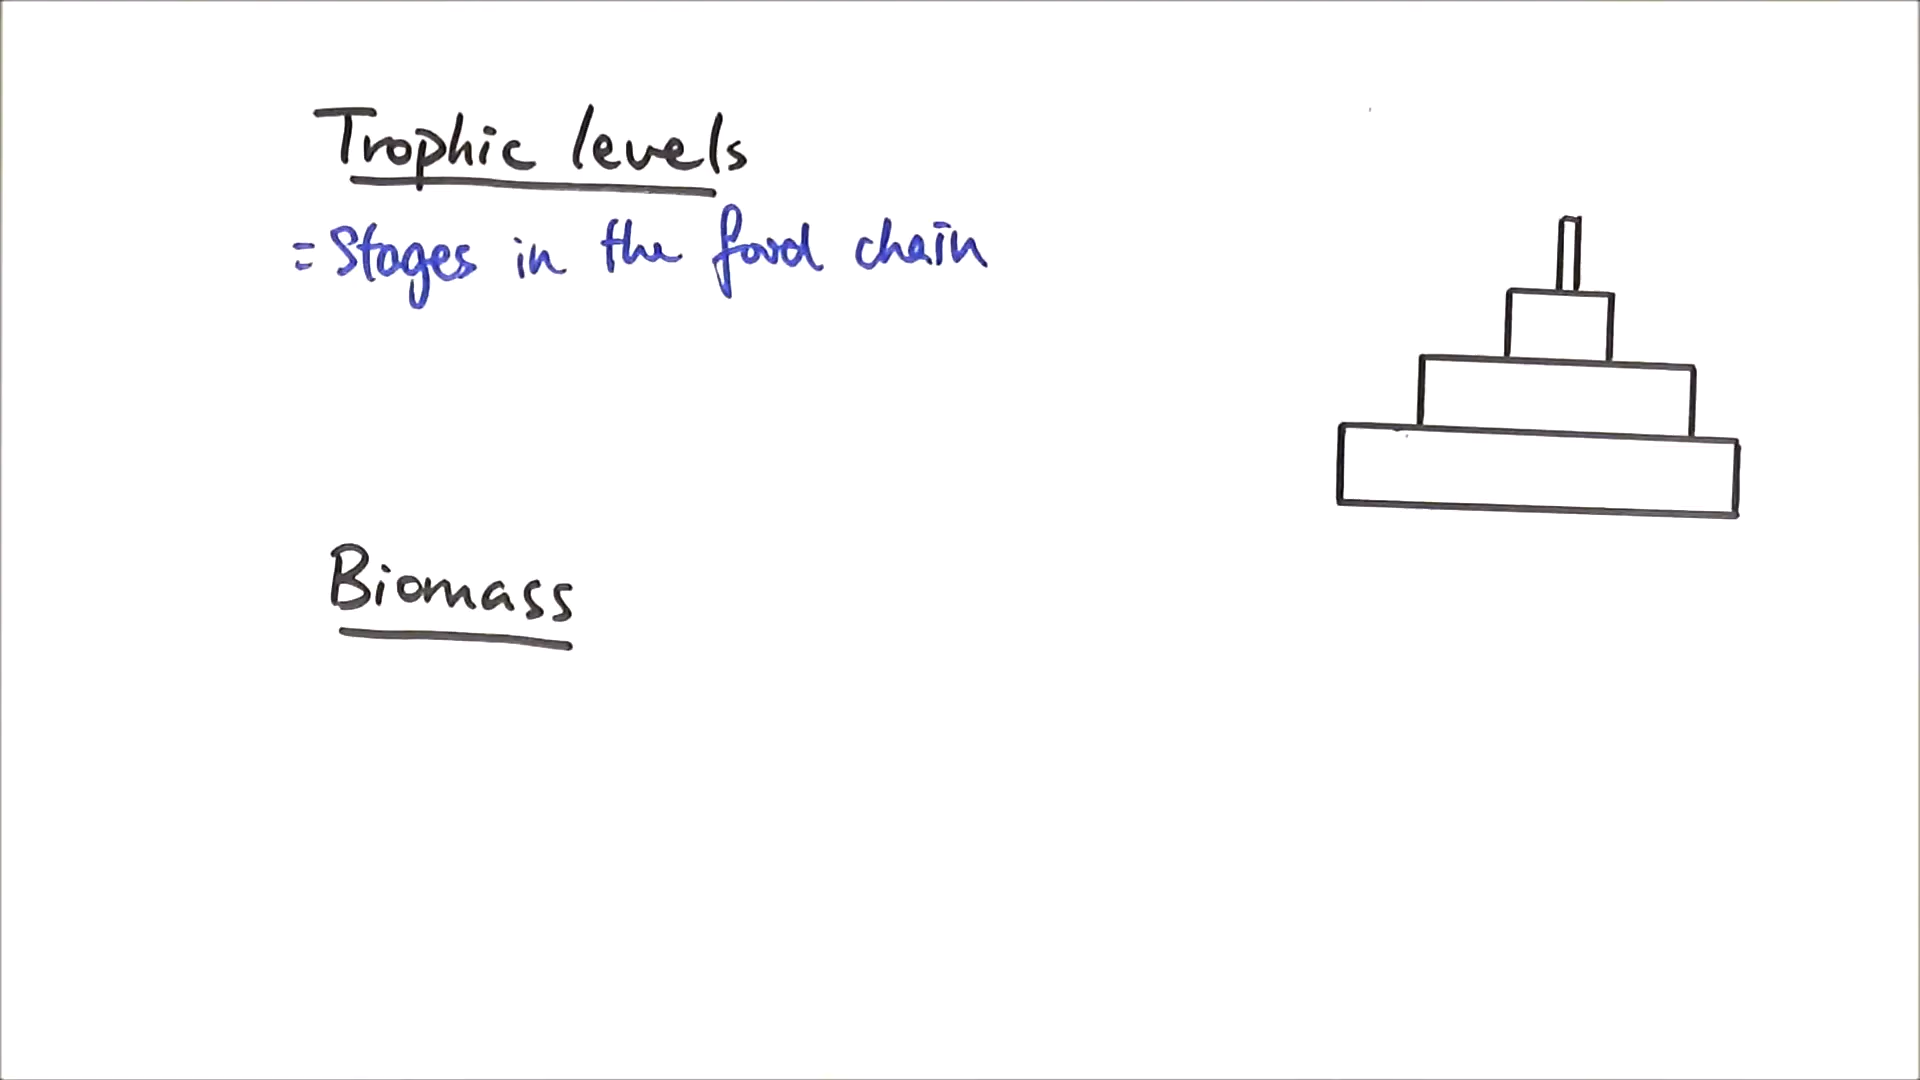 Trophic levels
= Stages in the food chain
Biomass